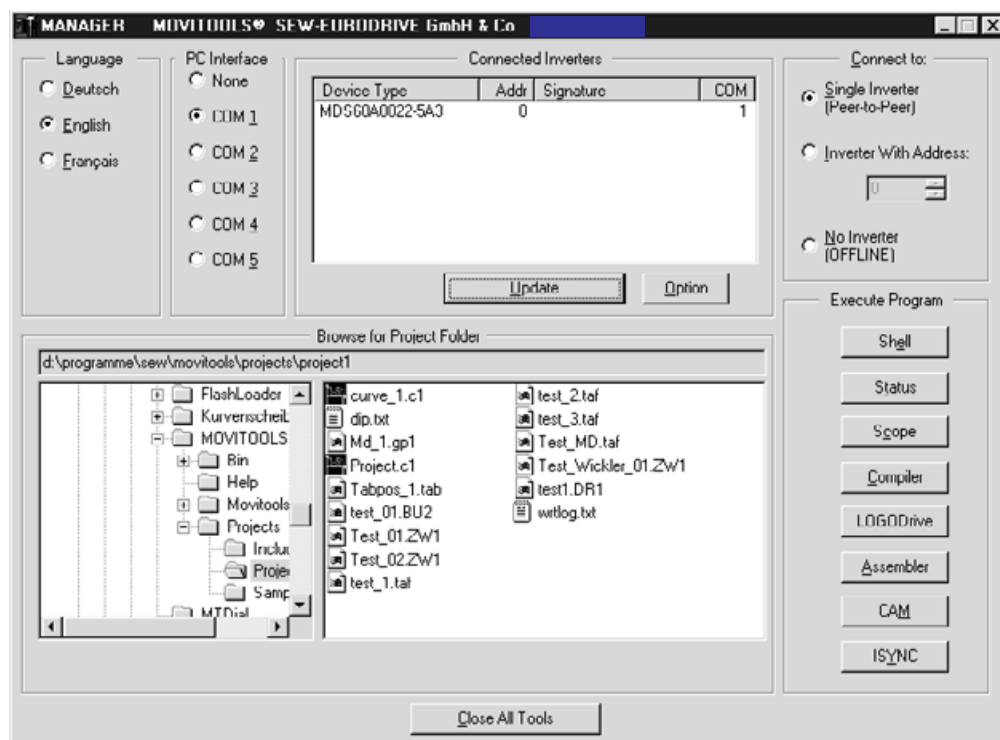 MANAGER MOVITOOLS® SEW-EURODRIVE GmbH & Co
Language
Deutsch
English
Français
PC Interface
None
COM 1
COM 2
COM 3
COM 4
COM 5
Connected Inverters
Device Type Addr Signature COM
MDS60A0022-5A3 0 1
Update Option
Connect to:
Single Inverter
(Peer-to-Peer)
Inverter With Address:
0
No Inverter
(OFFLINE)
Browse for Project Folder
d:\programme\sew\movitools\projects\project1
FlashLoader
Kurvenscheib
MOVITOOLS
Bin
Help
Movitools
Projects
Includ
Projec
Samp
MTDial
curve_1.c1
dip.txt
Md_1.gp1
Project.c1
Tabpos_1.tab
test_01.BU2
Test_01.ZW1
Test_02.ZW1
test_1.taf
test_2.taf
test_3.taf
Test_MD.taf
Test_Wickler_01.ZW1
test1.DR1
wrtlog.txt
Execute Program
Shell
Status
Scope
Compiler
LOGODrive
Assembler
CAM
ISYNC
Close All Tools